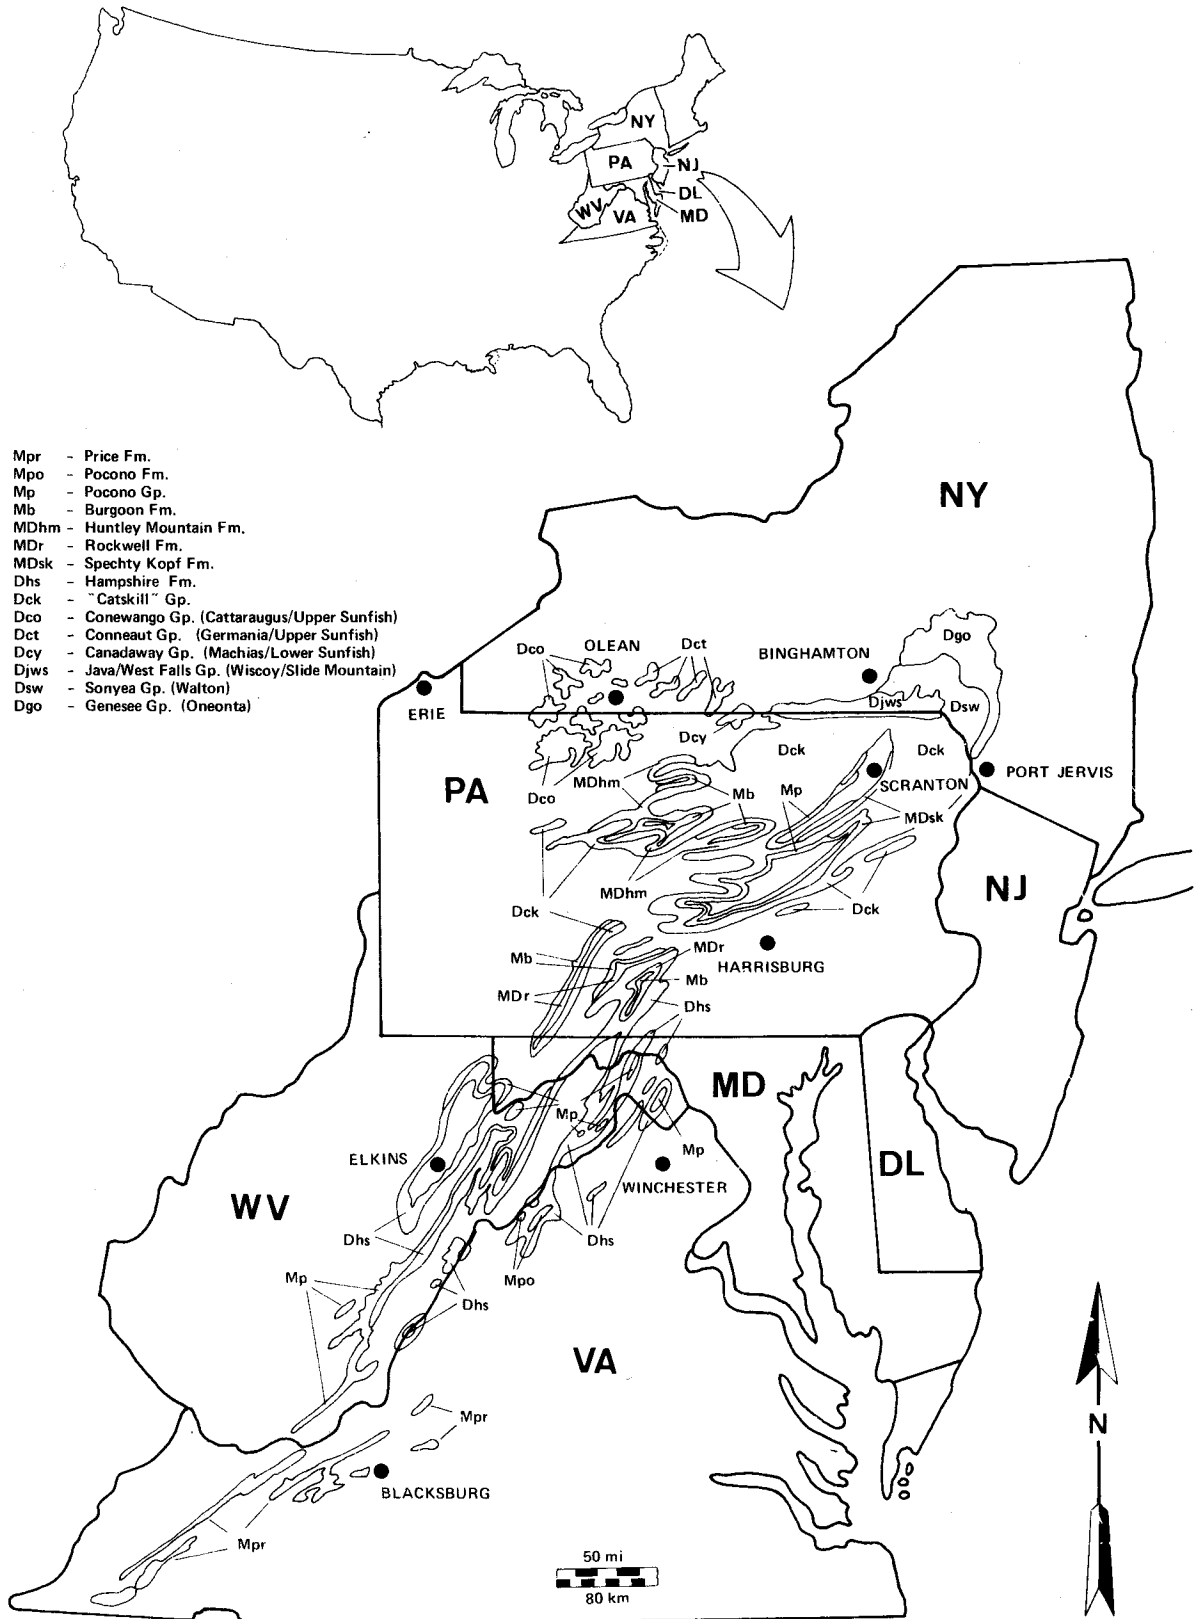 NY
PA
NJ
DL
WV
VA
MD
Mpr - Price Fm.
Mpo - Pocono Fm.
Mp - Pocono Gp.
Mb - Burgoon Fm.
MDhm - Huntley Mountain Fm.
MDr - Rockwell Fm.
MDsk - Spechty Kopf Fm.
Dhs - Hampshire Fm.
Dck - "Catskill" Gp.
Dco - Conewango Gp. (Cattaraugus/Upper Sunfish)
Dct - Conneaut Gp. (Germania/Upper Sunfish)
Dcy - Canadaway Gp. (Machias/Lower Sunfish)
Djws - Java/West Falls Gp. (Wiscoy/Slide Mountain)
Dsw - Sonyea Gp. (Walton)
Dgo - Genesee Gp. (Oneonta)
NY
Dgo
Dco
OLEAN
Dct
BINGHAMTON
ERIE
Djws
Dsw
Dcy
Dck
Dck
PA
MDhm
SCRANTON
PORT JERVIS
Dco
Mb
Mp
MDsk
NJ
MDhm
Dck
Dck
MDr
Mb
HARRISBURG
Mb
MDr
Dhs
MD
Mp
Mp
ELKINS
WINCHESTER
DL
WV
Dhs
Dhs
Mp
Mpo
Dhs
VA
Mpr
N
BLACKSBURG
Mpr
50 mi
80 km